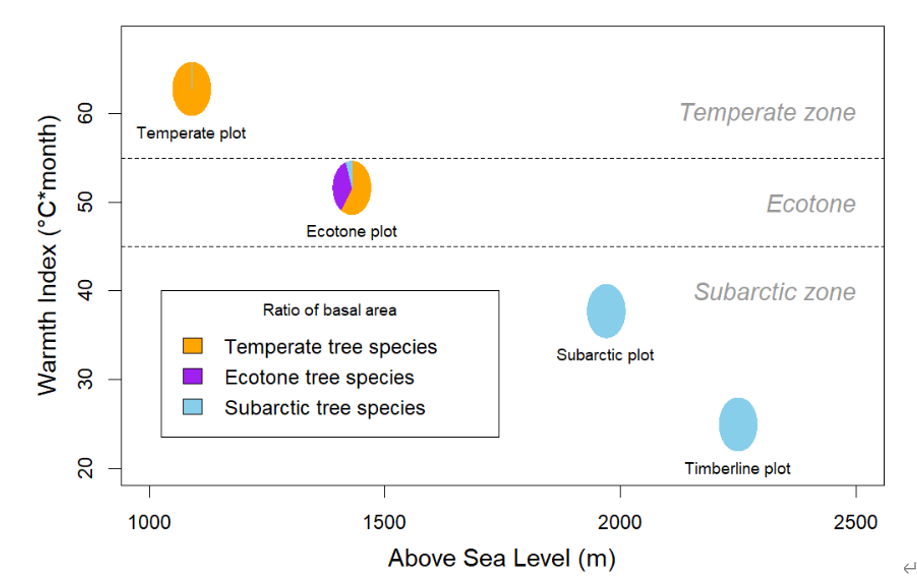 Temperate plot
Temperate zone
Ecotone plot
Ecotone
Subarctic zone
Subarctic plot
Timberline plot
Ratio of basal area
Temperate tree species
Ecotone tree species
Subarctic tree species
Warmth Index (°C*month)
60
50
40
30
20
1000 1500 2000 2500
Above Sea Level (m)
↵